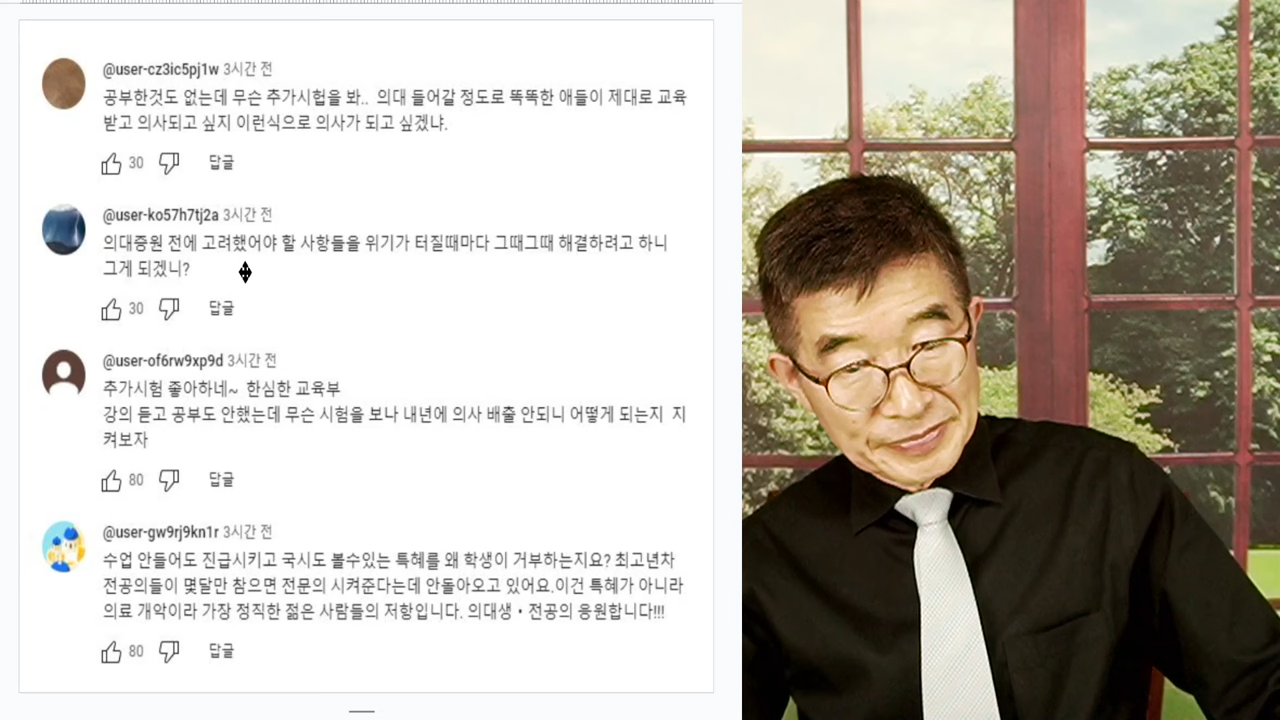 @user-cz3ic5pj1w 3시간 전
공부한것도 없는데 무슨 추가시헙을 봐.. 의대 들어갈 정도로 똑똑한 애들이 제대로 교육
받고 의사되고 싶지 이런식으로 의사가 되고 싶겠냐.
30 답글
@user-ko57h7tj2a 3시간 전
의대증원 전에 고려했어야 할 사항들을 위기가 터질때마다 그때그때 해결하려고 하니
그게 되겠니?
30 답글
@user-of6rw9xp9d 3시간 전
추가시험 좋아하네~ 한심한 교육부
강의 듣고 공부도 안했는데 무슨 시험을 보나 내년에 의사 배출 안되니 어떻게 되는지 지
켜보자
80 답글
@user-gw9rj9kn1r 3시간 전
수업 안들어도 진급시키고 국시도 볼수있는 특혜를 왜 학생이 거부하는지요? 최고년차
전공의들이 몇달만 참으면 전문의 시켜준다는데 안돌아오고 있어요.이건 특혜가 아니라
의료 개악이라 가장 정직한 젊은 사람들의 저항입니다. 의대생・전공의 응원합니다!!!
80 답글